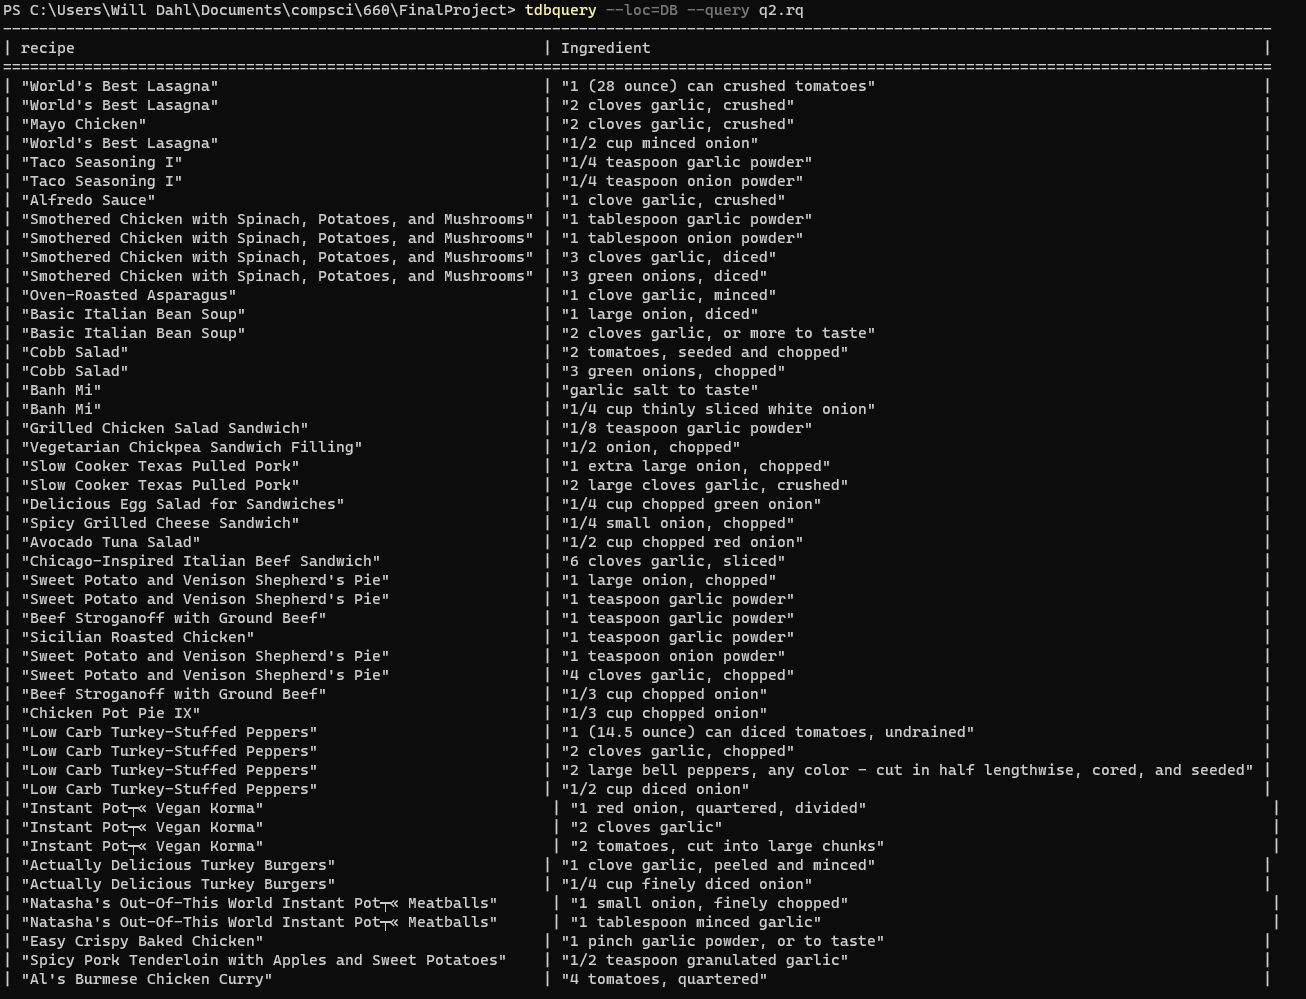 PS C:\Users\Will Dahl\Documents\compsci\660\FinalProject> tdbquery --loc=DB --query q2.rq
| recipe | Ingredient |
| "World's Best Lasagna" | "1 (28 ounce) can crushed tomatoes" |
| "World's Best Lasagna" | "2 cloves garlic, crushed" |
| "Mayo Chicken" | "2 cloves garlic, crushed" |
| "World's Best Lasagna" | "1/2 cup minced onion" |
| "Taco Seasoning I" | "1/4 teaspoon garlic powder" |
| "Taco Seasoning I" | "1/4 teaspoon onion powder" |
| "Alfredo Sauce" | "1 clove garlic, crushed" |
| "Smothered Chicken with Spinach, Potatoes, and Mushrooms" | "1 tablespoon garlic powder" |
| "Smothered Chicken with Spinach, Potatoes, and Mushrooms" | "1 tablespoon onion powder" |
| "Smothered Chicken with Spinach, Potatoes, and Mushrooms" | "3 cloves garlic, diced" |
| "Smothered Chicken with Spinach, Potatoes, and Mushrooms" | "3 green onions, diced" |
| "Oven-Roasted Asparagus" | "1 clove garlic, minced" |
| "Basic Italian Bean Soup" | "1 large onion, diced" |
| "Basic Italian Bean Soup" | "2 cloves garlic, or more to taste" |
| "Cobb Salad" | "2 tomatoes, seeded and chopped" |
| "Cobb Salad" | "3 green onions, chopped" |
| "Banh Mi" | "garlic salt to taste" |
| "Banh Mi" | "1/4 cup thinly sliced white onion" |
| "Grilled Chicken Salad Sandwich" | "1/8 teaspoon garlic powder" |
| "Vegetarian Chickpea Sandwich Filling" | "1/2 onion, chopped" |
| "Slow Cooker Texas Pulled Pork" | "1 extra large onion, chopped" |
| "Slow Cooker Texas Pulled Pork" | "2 large cloves garlic, crushed" |
| "Delicious Egg Salad for Sandwiches" | "1/4 cup chopped green onion" |
| "Spicy Grilled Cheese Sandwich" | "1/4 small onion, chopped" |
| "Avocado Tuna Salad" | "1/2 cup chopped red onion" |
| "Chicago-Inspired Italian Beef Sandwich" | "6 cloves garlic, sliced" |
| "Sweet Potato and Venison Shepherd's Pie" | "1 large onion, chopped" |
| "Sweet Potato and Venison Shepherd's Pie" | "1 teaspoon garlic powder" |
| "Beef Stroganoff with Ground Beef" | "1 teaspoon garlic powder" |
| "Sicilian Roasted Chicken" | "1 teaspoon garlic powder" |
| "Sweet Potato and Venison Shepherd's Pie" | "1 teaspoon onion powder" |
| "Sweet Potato and Venison Shepherd's Pie" | "4 cloves garlic, chopped" |
| "Beef Stroganoff with Ground Beef" | "1/3 cup chopped onion" |
| "Chicken Pot Pie IX" | "1/3 cup chopped onion" |
| "Low Carb Turkey-Stuffed Peppers" | "1 (14.5 ounce) can diced tomatoes, undrained" |
| "Low Carb Turkey-Stuffed Peppers" | "2 cloves garlic, chopped" |
| "Low Carb Turkey-Stuffed Peppers" | "2 large bell peppers, any color - cut in half lengthwise, cored, and seeded" |
| "Low Carb Turkey-Stuffed Peppers" | "1/2 cup diced onion" |
| "Instant Pot┬« Vegan Korma" | "1 red onion, quartered, divided" |
| "Instant Pot┬« Vegan Korma" | "2 cloves garlic" |
| "Instant Pot┬« Vegan Korma" | "2 tomatoes, cut into large chunks" |
| "Actually Delicious Turkey Burgers" | "1 clove garlic, peeled and minced" |
| "Actually Delicious Turkey Burgers" | "1/4 cup finely diced onion" |
| "Natasha's Out-Of-This World Instant Pot┬« Meatballs" | "1 small onion, finely chopped" |
| "Natasha's Out-Of-This World Instant Pot┬« Meatballs" | "1 tablespoon minced garlic" |
| "Easy Crispy Baked Chicken" | "1 pinch garlic powder, or to taste" |
| "Spicy Pork Tenderloin with Apples and Sweet Potatoes" | "1/2 teaspoon granulated garlic" |
| "Al's Burmese Chicken Curry" | "4 tomatoes, quartered" |